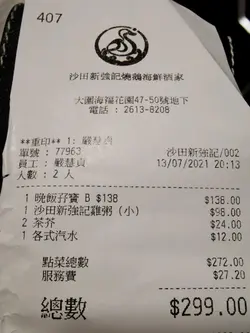 407
沙田新強記燒鵝海鮮酒家
大圍海福花園47-50號地下
電話 : 2613-8208
**重印** 1: 嚴慧貞
單號 : 77963 沙田新強記/002
員工 : 嚴慧貞 13/07/2021 20:13
人數 : 2 人
1 晚飯孖寶 B $138 $138.00
1 沙田新強記雞粥 (小) $98.00
2 茶芥 $24.00
1 各式汽水 $12.00
點菜總數 $272.00
服務費 $27.20
總數 $299.00